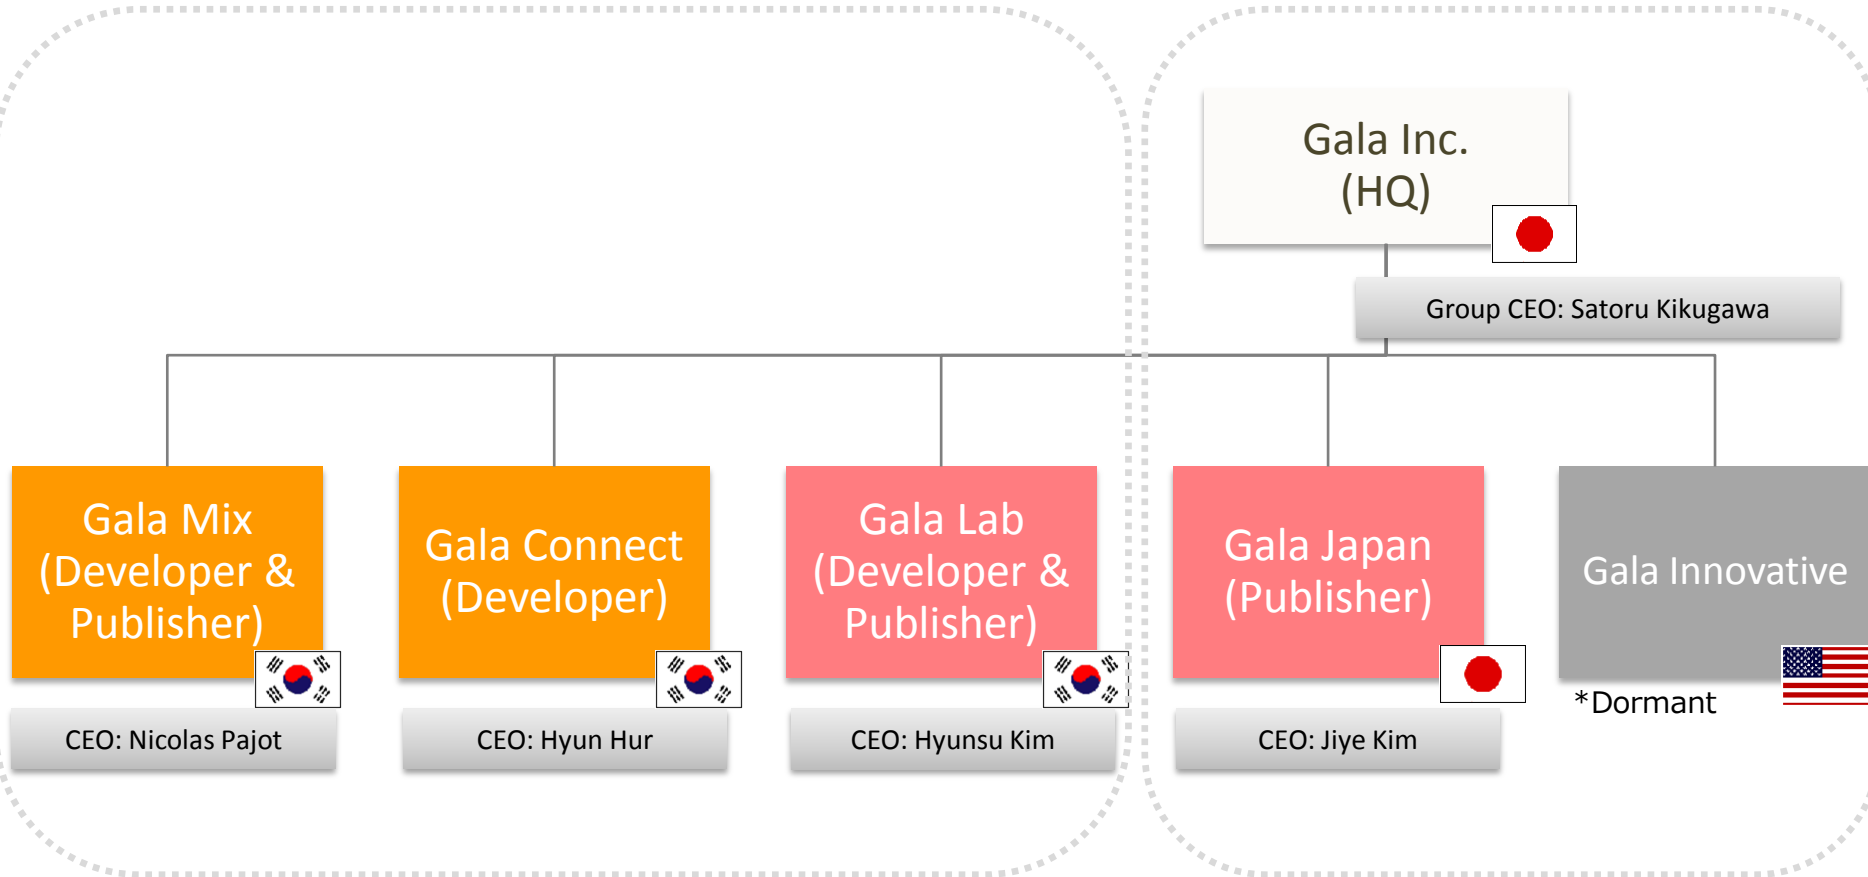 Gala Inc.
(HQ)
Group CEO: Satoru Kikugawa
Gala Mix
(Developer &
Publisher)
CEO: Nicolas Pajot
Gala Connect
(Developer)
CEO: Hyun Hur
Gala Lab
(Developer &
Publisher)
CEO: Hyunsu Kim
Gala Japan
(Publisher)
CEO: Jiye Kim
Gala Innovative
*Dormant